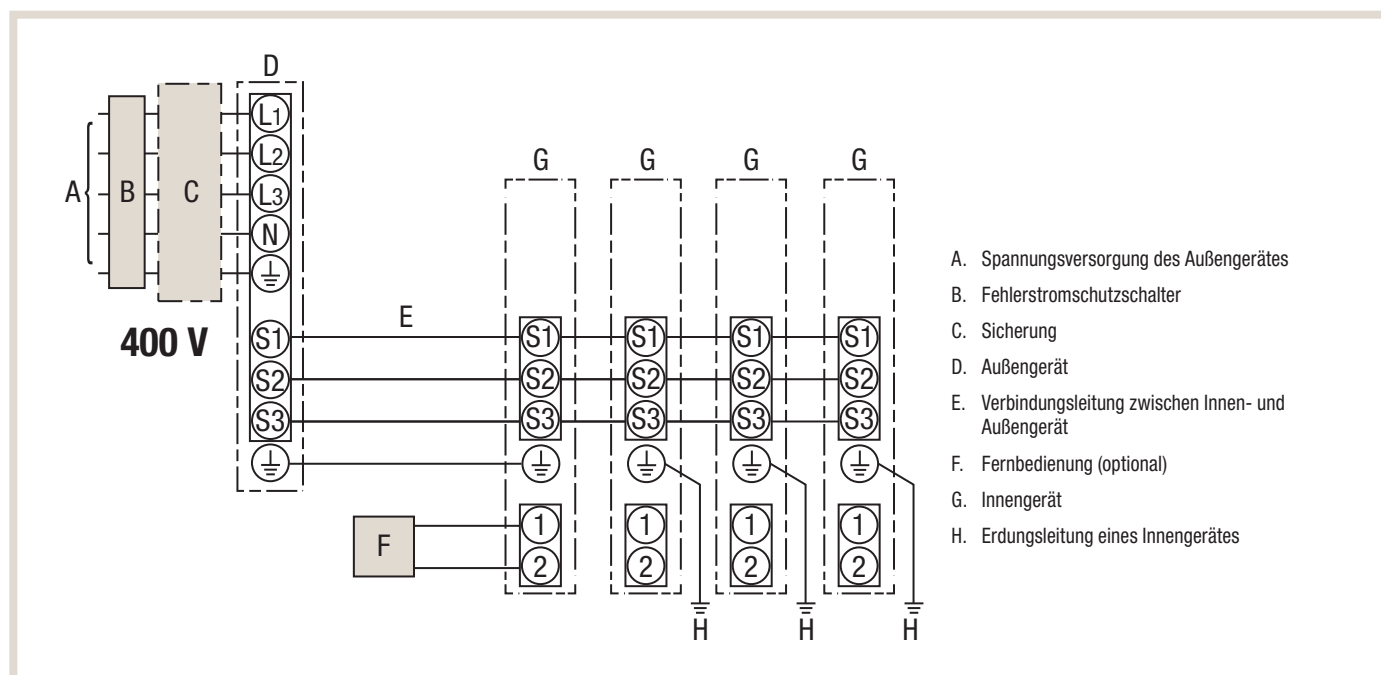 D
L1
L2
L3
N
A
B
C
400 V
S1
S2
S3
E
G
G
G
G
S1
S1
S1
S1
S2
S2
S2
S2
S3
S3
S3
S3
F
1
1
1
1
2
2
2
2
H
H
H
A. Spannungsversorgung des Außengerätes
B. Fehlerstromschutzschalter
C. Sicherung
D. Außengerät
E. Verbindungsleitung zwischen Innen- und
Außengerät
F. Fernbedienung (optional)
G. Innengerät
H. Erdungsleitung eines Innengerätes